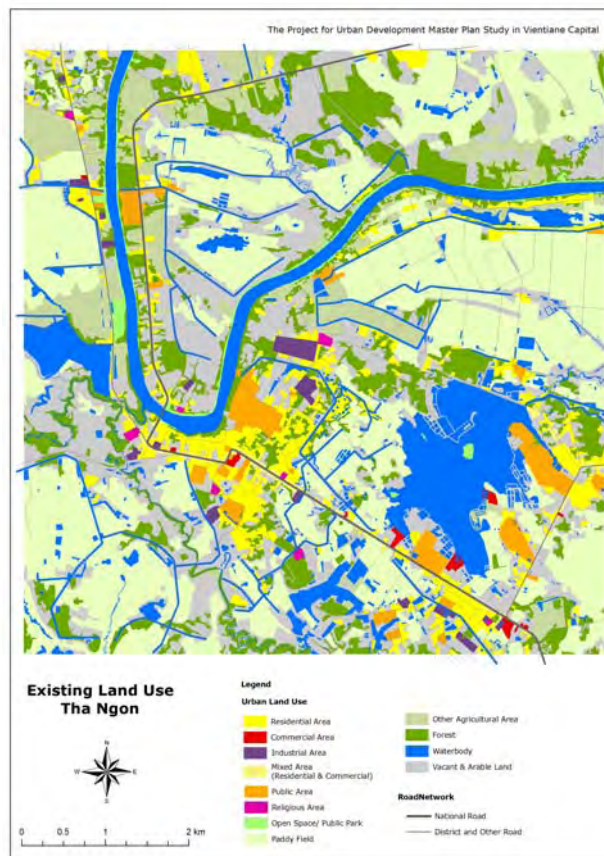 The Project for Urban Development Master Plan Study in Vientiane Capital
Existing Land Use
Tha Ngon
N
W
E
S
0 0.5 1 2 km
Legend
Urban Land Use
Residential Area
Commercial Area
Industrial Area
Mixed Area
(Residential & Commercial)
Public Area
Religious Area
Open Space/ Public Park
Paddy Field
Other Agricultural Area
Forest
Waterbody
Vacant & Arable Land
RoadNetwork
National Road
District and Other Road